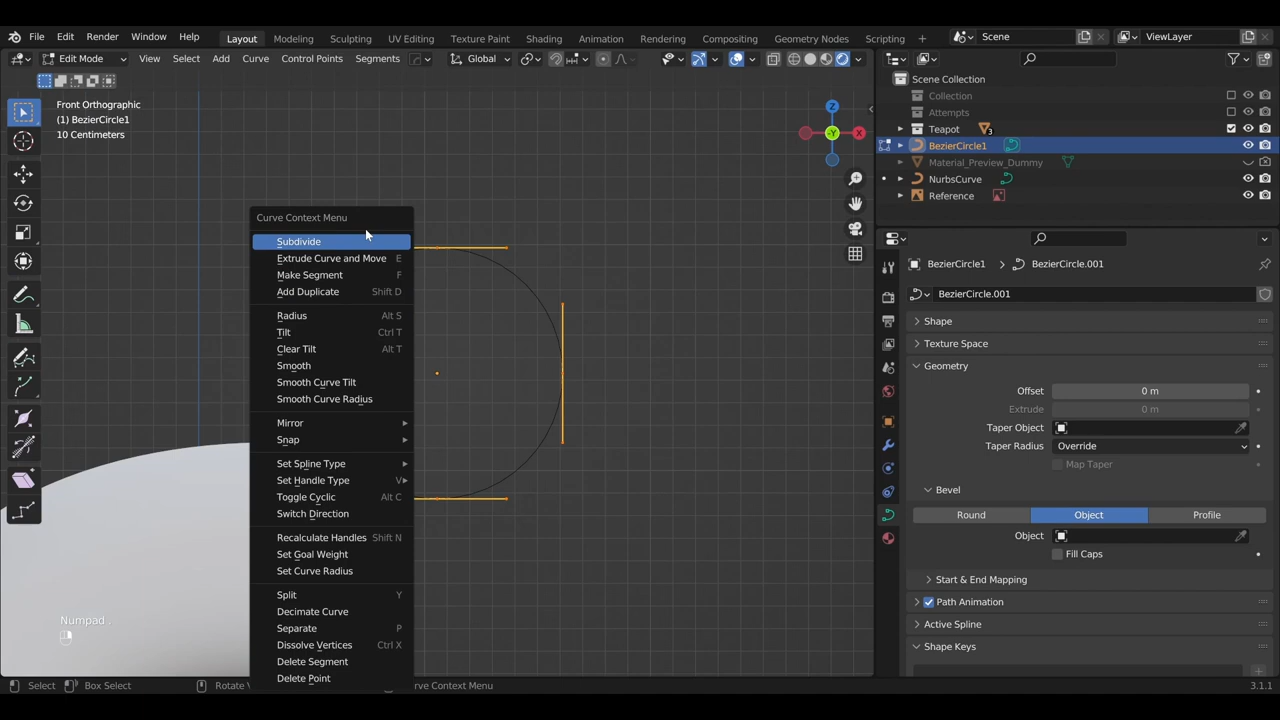 File Edit Render Window Help Layout Modeling Sculpting UV Editing Texture Paint Shading Animation Rendering Compositing Geometry Nodes Scripting Scene ViewLayer
Edit Mode View Select Add Curve Control Points Segments Global
Front Orthographic
(1) BezierCircle1
10 Centimeters
Z
X
-Y
Curve Context Menu
Subdivide
Extrude Curve and Move E
Make Segment F
Add Duplicate Shift D
Radius Alt S
Tilt Ctrl T
Clear Tilt Alt T
Smooth
Smooth Curve Tilt
Smooth Curve Radius
Mirror
Snap
Set Spline Type
Set Handle Type V
Toggle Cyclic Alt C
Switch Direction
Recalculate Handles Shift N
Set Goal Weight
Set Curve Radius
Split Y
Decimate Curve
Separate P
Dissolve Vertices Ctrl X
Delete Segment
Delete Point
Numpad .
Scene Collection
Collection
Attempts
Teapot 3
BezierCircle1
Material_Preview_Dummy
NurbsCurve
Reference
BezierCircle1 BezierCircle.001
BezierCircle.001
Shape
Texture Space
Geometry
Offset 0 m
Extrude 0 m
Taper Object
Taper Radius Override
Map Taper
Bevel
Round Object Profile
Object
Fill Caps
Start & End Mapping
Path Animation
Active Spline
Shape Keys
Select Box Select Rotate V urve Context Menu 3.1.1